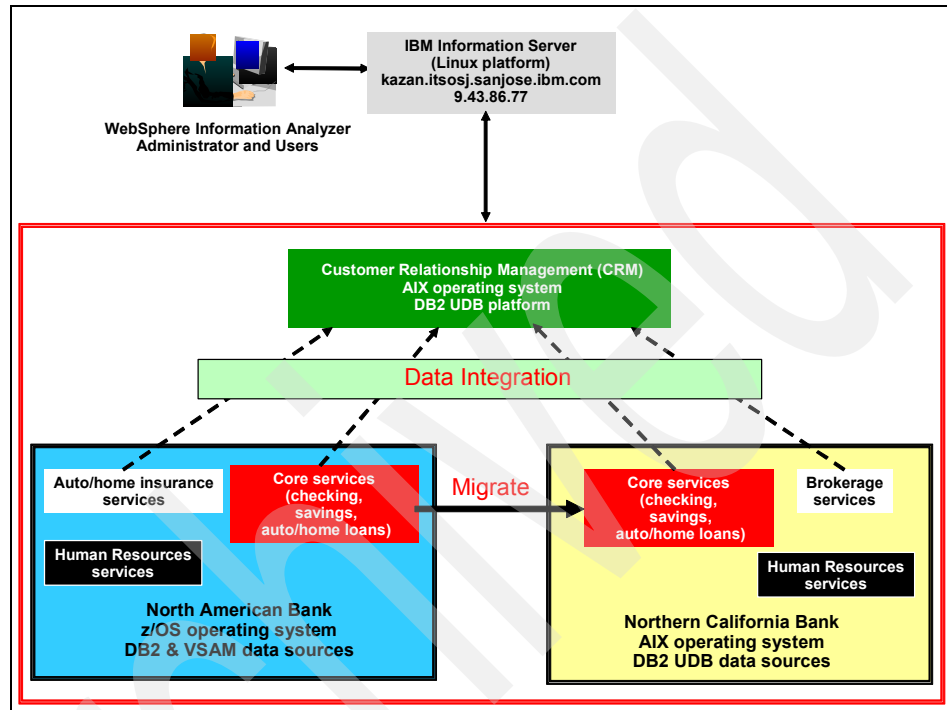 IBM Information Server
(Linux platform)
kazan.itsosj.sanjose.ibm.com
9.43.86.77
WebSphere Information Analyzer
Administrator and Users
Customer Relationship Management (CRM)
AIX operating system
DB2 UDB platform
Data Integration
Auto/home insurance
services
Core services
(checking,
savings,
auto/home loans)
Migrate
Core services
(checking,
savings,
auto/home loans)
Brokerage
services
Human Resources
services
Human Resources
services
North American Bank
z/OS operating system
DB2 & VSAM data sources
Northern California Bank
AIX operating system
DB2 UDB data sources